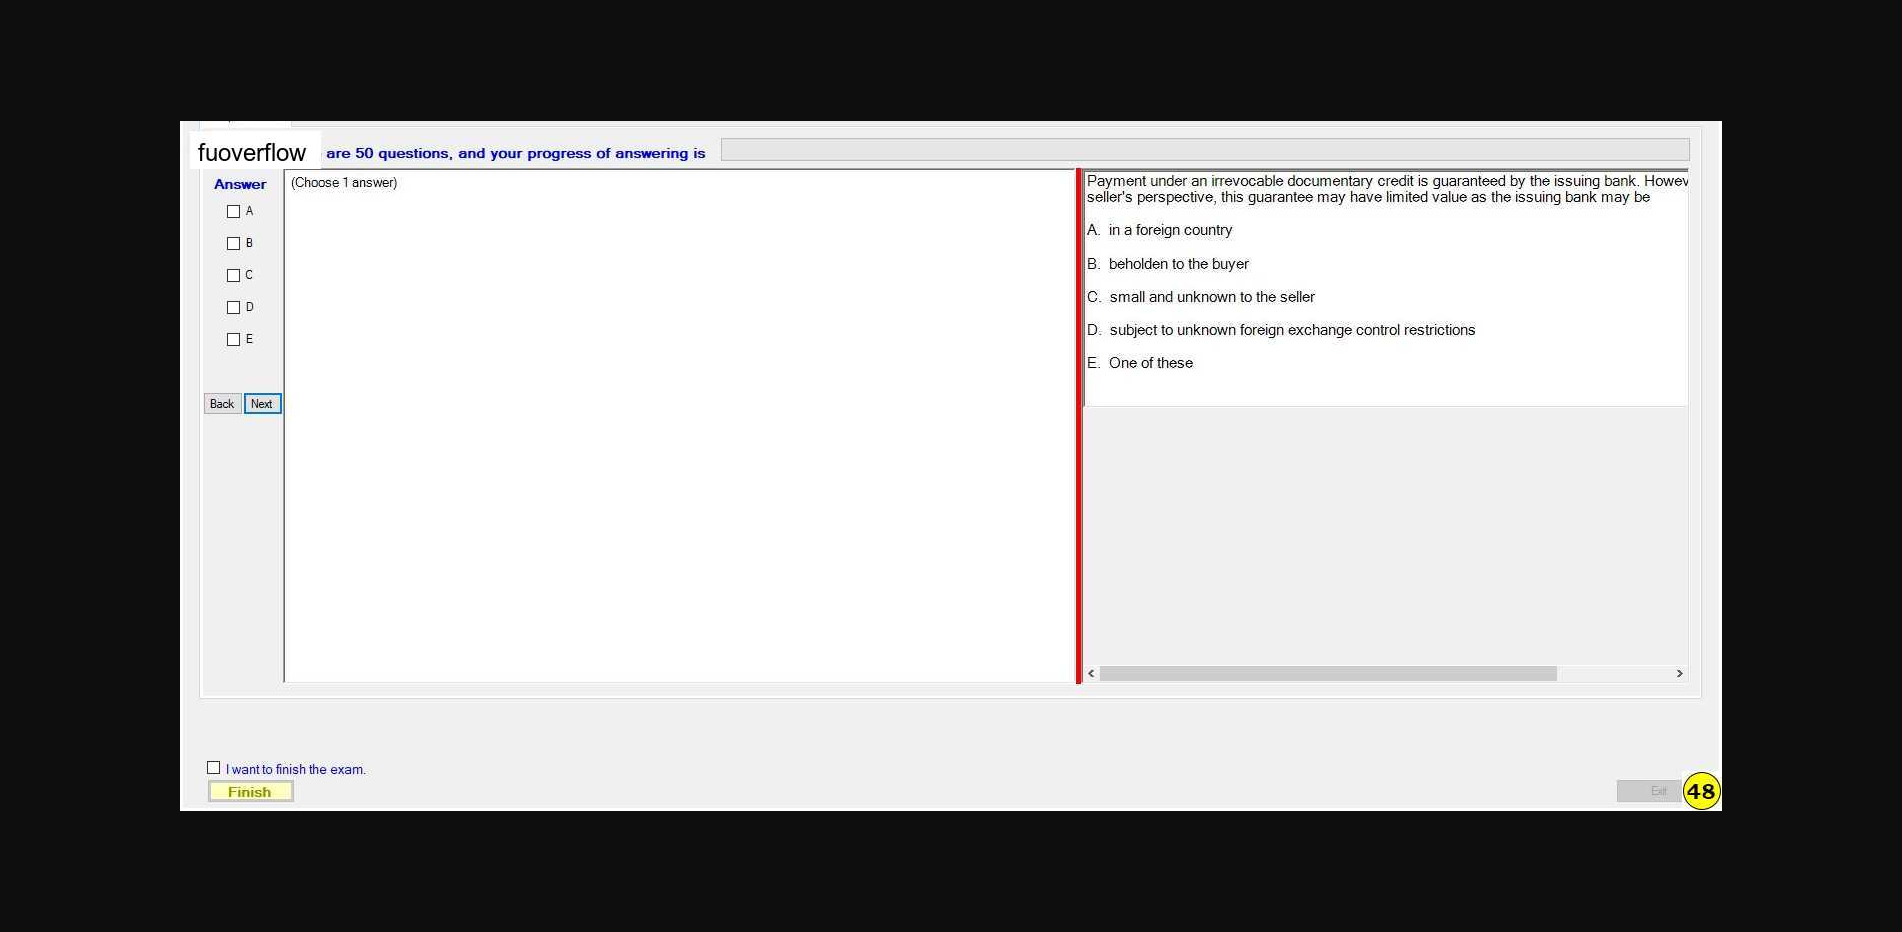 fuoverflow are 50 questions, and your progress of answering is
Answer
(Choose 1 answer)
A
B
C
D
E
Back Next
Payment under an irrevocable documentary credit is guaranteed by the issuing bank. Howev
seller's perspective, this guarantee may have limited value as the issuing bank may be
A. in a foreign country
B. beholden to the buyer
C. small and unknown to the seller
D. subject to unknown foreign exchange control restrictions
E. One of these
I want to finish the exam.
Finish
Exit
48